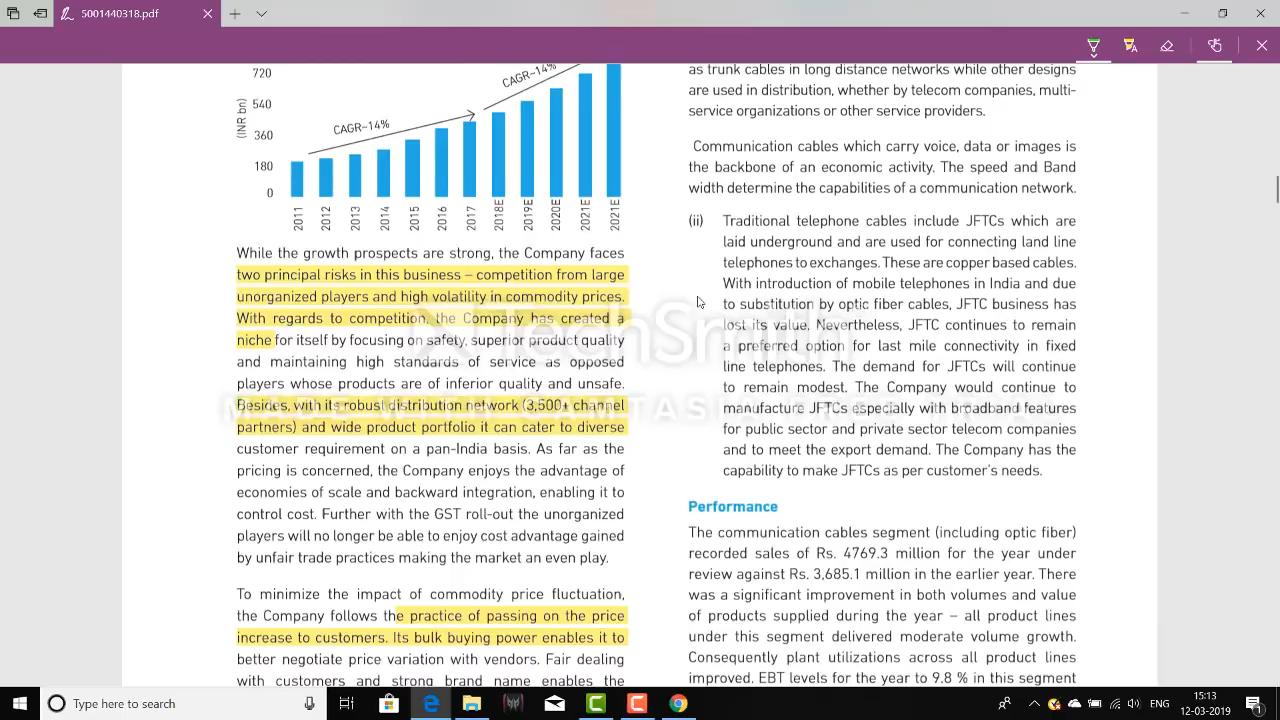 5001440318.pdf
720
540
360
180
0
(INR bn)
CAGR~14%
CAGR~14%
2011
2012
2013
2014
2015
2016
2017
2018E
2019E
2020E
2021E
2021E
While the growth prospects are strong, the Company faces
two principal risks in this business – competition from large
unorganized players and high volatility in commodity prices.
With regards to competition, the Company has created a
niche for itself by focusing on safety, superior product quality
and maintaining high standards of service as opposed
players whose products are of inferior quality and unsafe.
Besides, with its robust distribution network (3,500+ channel
partners) and wide product portfolio it can cater to diverse
customer requirement on a pan-India basis. As far as the
pricing is concerned, the Company enjoys the advantage of
economies of scale and backward integration, enabling it to
control cost. Further with the GST roll-out the unorganized
players will no longer be able to enjoy cost advantage gained
by unfair trade practices making the market an even play.
To minimize the impact of commodity price fluctuation,
the Company follows the practice of passing on the price
increase to customers. Its bulk buying power enables it to
better negotiate price variation with vendors. Fair dealing
with customers and strong brand name enables the
as trunk cables in long distance networks while other designs
are used in distribution, whether by telecom companies, multi-
service organizations or other service providers.
Communication cables which carry voice, data or images is
the backbone of an economic activity. The speed and Band
width determine the capabilities of a communication network.
(ii) Traditional telephone cables include JFTCs which are
laid underground and are used for connecting land line
telephones to exchanges. These are copper based cables.
With introduction of mobile telephones in India and due
to substitution by optic fiber cables, JFTC business has
lost its value. Nevertheless, JFTC continues to remain
a preferred option for last mile connectivity in fixed
line telephones. The demand for JFTCs will continue
to remain modest. The Company would continue to
manufacture JFTCs especially with broadband features
for public sector and private sector telecom companies
and to meet the export demand. The Company has the
capability to make JFTCs as per customer's needs.
Performance
The communication cables segment (including optic fiber)
recorded sales of Rs. 4769.3 million for the year under
review against Rs. 3,685.1 million in the earlier year. There
was a significant improvement in both volumes and value
of products supplied during the year – all product lines
under this segment delivered moderate volume growth.
Consequently plant utilizations across all product lines
improved. EBT levels for the year to 9.8 % in this segment
TechSmith
MADE WITH CAMTASIA FREE TRIAL
Type here to search
ENG
15:13
12-03-2019